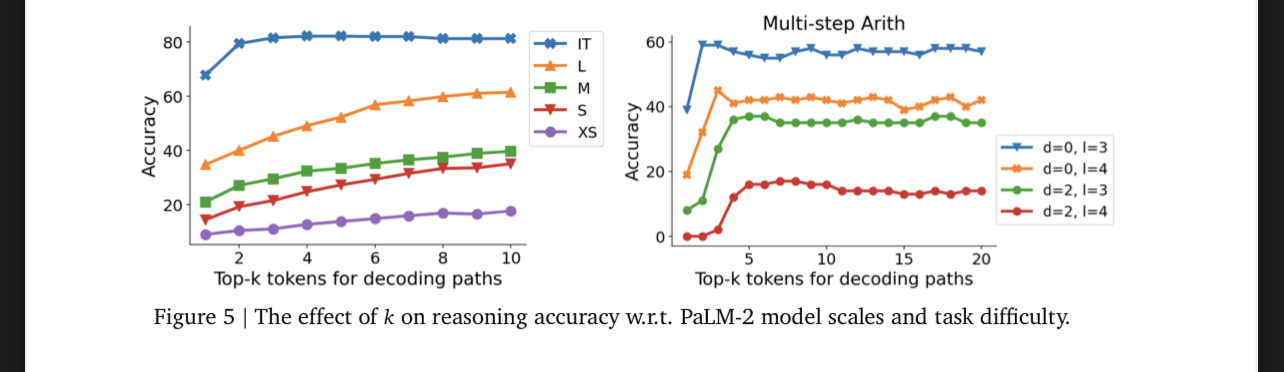 Multi-step Arith
80
60
40
20
Accuracy
2 4 6 8 10
Top-k tokens for decoding paths
IT
L
M
S
XS
60
40
20
0
Accuracy
5 10 15 20
Top-k tokens for decoding paths
d=0, l=3
d=0, l=4
d=2, l=3
d=2, l=4
Figure 5 | The effect of k on reasoning accuracy w.r.t. PaLM-2 model scales and task difficulty.